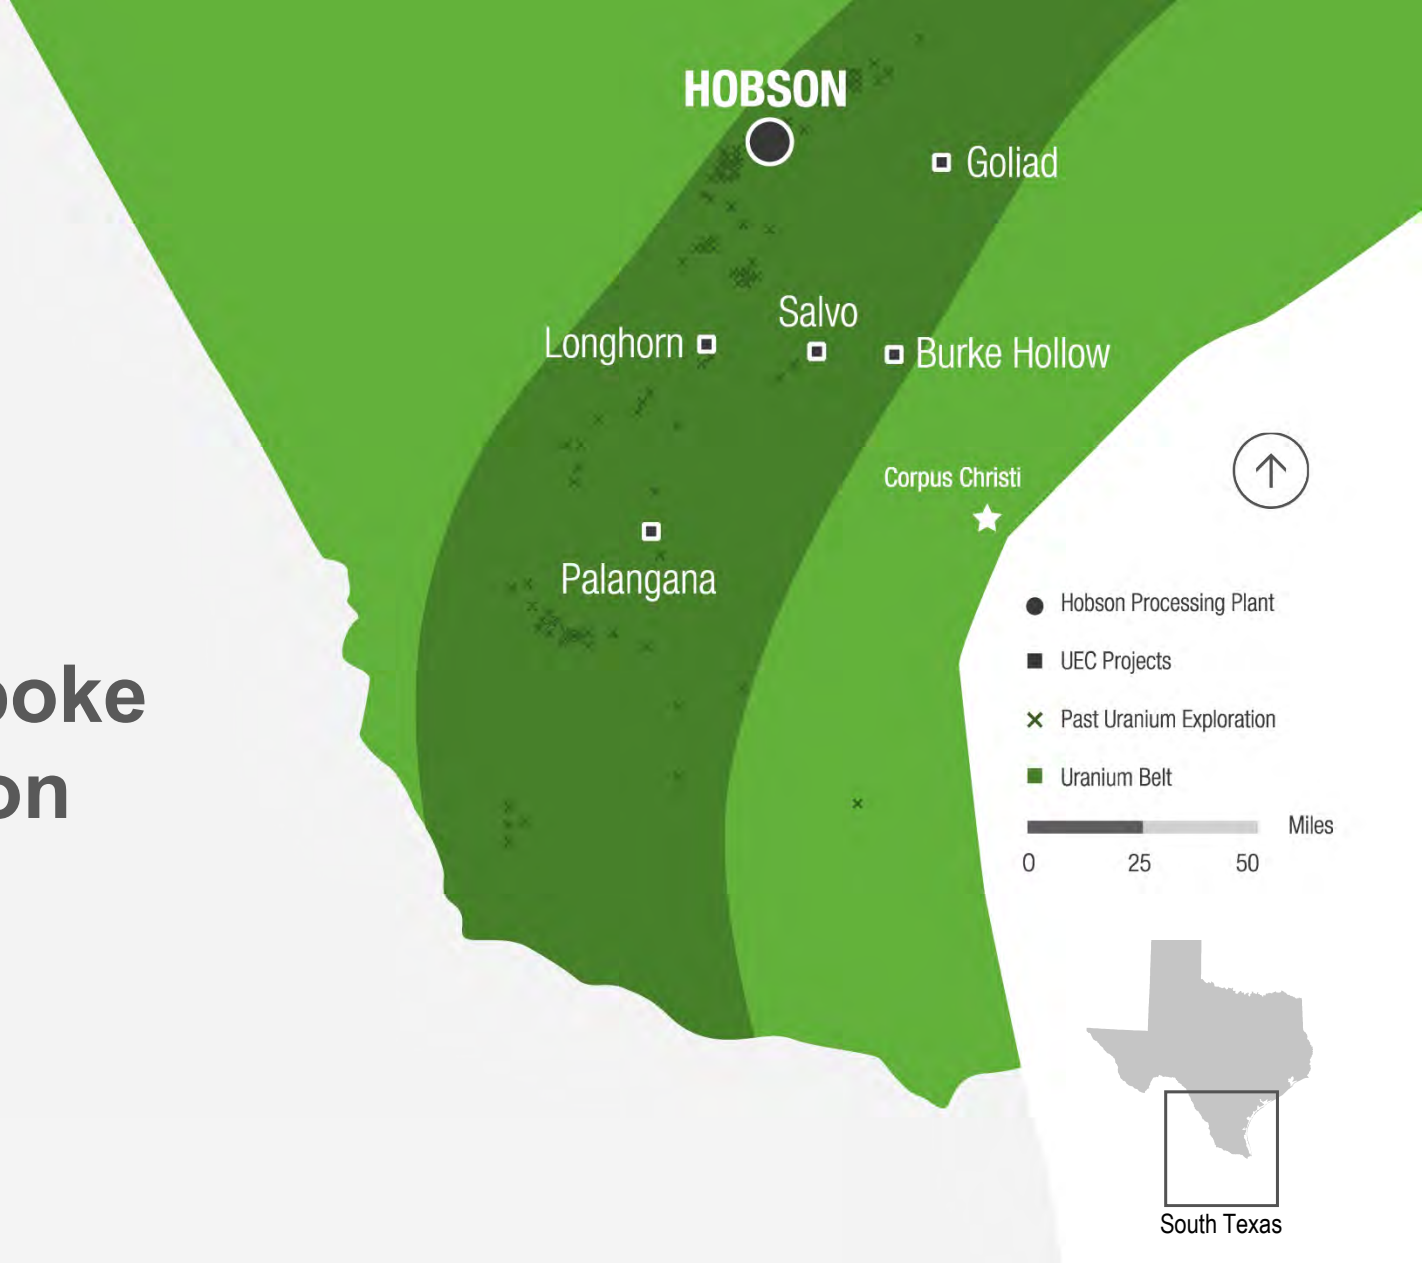 HOBSON
Goliad
Salvo
Longhorn
Burke Hollow
Corpus Christi
Palangana
Hobson Processing Plant
UEC Projects
Past Uranium Exploration
Uranium Belt
Miles
0 25 50
oke
on
South Texas